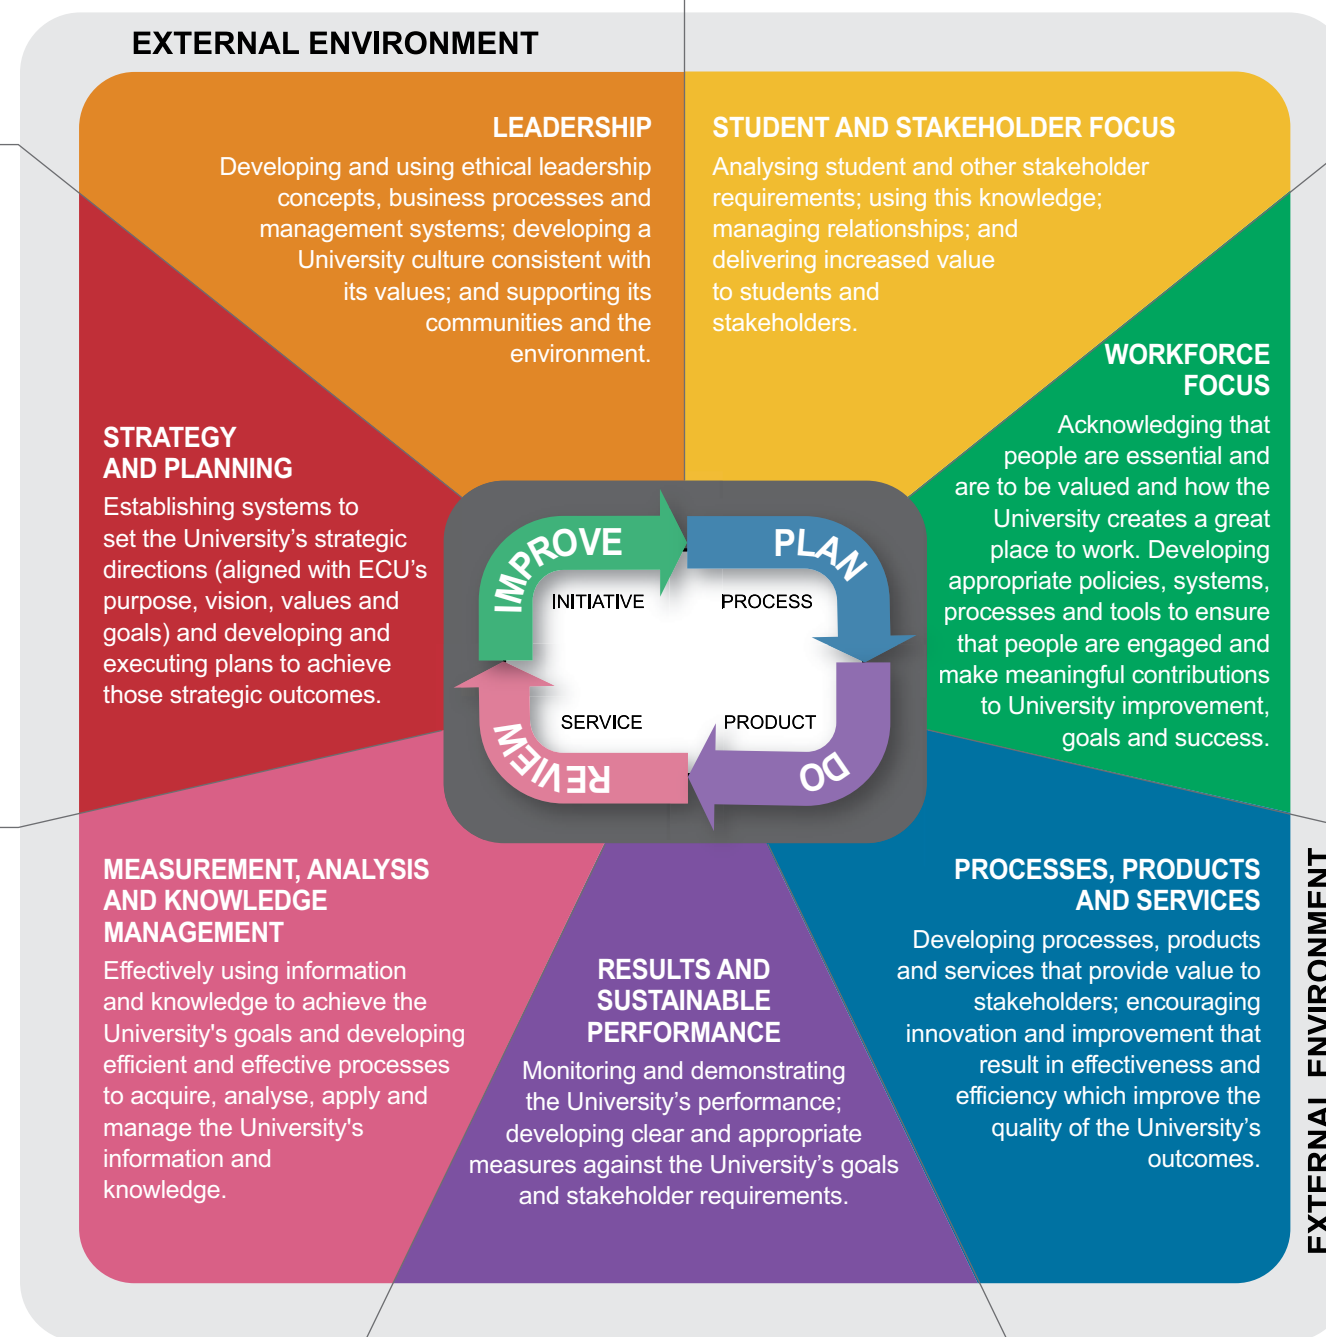 EXTERNAL ENVIRONMENT
LEADERSHIP
Developing and using ethical leadership
concepts, business processes and
management systems; developing a
University culture consistent with
its values; and supporting its
communities and the
environment.
STUDENT AND STAKEHOLDER FOCUS
Analysing student and other stakeholder
requirements; using this knowledge;
managing relationships; and
delivering increased value
to students and
stakeholders.
WORKFORCE
FOCUS
Acknowledging that
people are essential and
are to be valued and how the
University creates a great
place to work. Developing
appropriate policies, systems,
processes and tools to ensure
that people are engaged and
make meaningful contributions
to University improvement,
goals and success.
STRATEGY
AND PLANNING
Establishing systems to
set the University’s strategic
directions (aligned with ECU’s
purpose, vision, values and
goals) and developing and
executing plans to achieve
those strategic outcomes.
IMPROVE
PLAN
INITIATIVE
PROCESS
SERVICE
PRODUCT
REVIEW
DO
MEASUREMENT, ANALYSIS
AND KNOWLEDGE
MANAGEMENT
Effectively using information
and knowledge to achieve the
University's goals and developing
efficient and effective processes
to acquire, analyse, apply and
manage the University's
information and
knowledge.
RESULTS AND
SUSTAINABLE
PERFORMANCE
Monitoring and demonstrating
the University’s performance;
developing clear and appropriate
measures against the University’s goals
and stakeholder requirements.
PROCESSES, PRODUCTS
AND SERVICES
Developing processes, products
and services that provide value to
stakeholders; encouraging
innovation and improvement that
result in effectiveness and
efficiency which improve the
quality of the University’s
outcomes.
EXTERNAL ENVIRONMENT